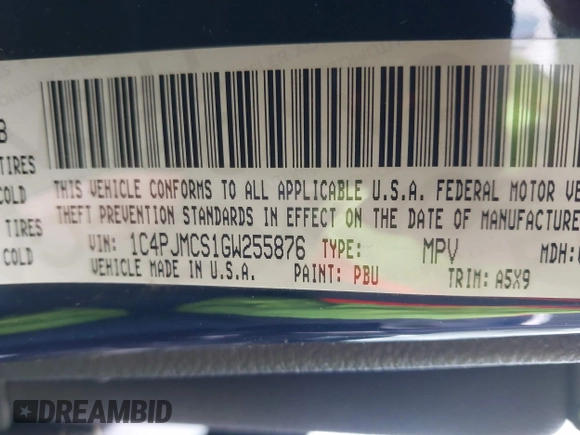 TIRES
COLD
TIRES
COLD
THIS VEHICLE CONFORMS TO ALL APPLICABLE U.S.A. FEDERAL MOTOR VE
THEFT PREVENTION STANDARDS IN EFFECT ON THE DATE OF MANUFACTURE
VIN: 1C4PJMCS1GW255876 TYPE: MPV MDH:
VEHICLE MADE IN U.S.A. PAINT: PBU TRIM: A5X9
DREAMBID